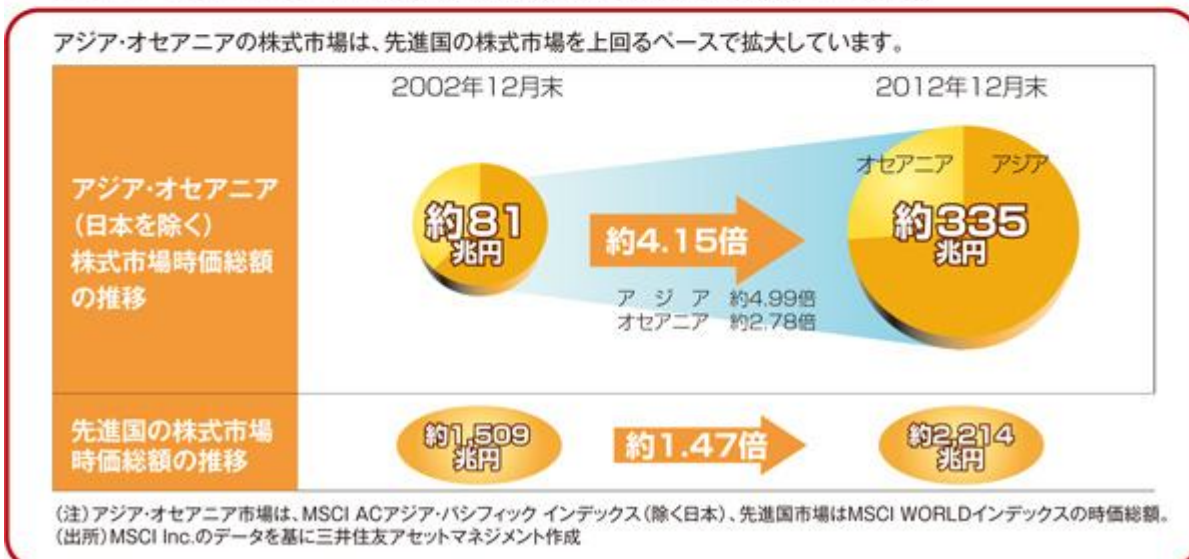 アジア･オセアニアの株式市場は、先進国の株式市場を上回るペースで拡大しています。
2002年12月末
2012年12月末
アジア･オセアニア
（日本を除く）
株式市場時価総額
の推移
約81
兆円
約4.15倍
ア ジ ア 約4.99倍
オセアニア 約2.78倍
オセアニア アジア
約335
兆円
先進国の株式市場
時価総額の推移
約1,509
兆円
約1.47倍
約2,214
兆円
（注）アジア･オセアニア市場は、MSCI ACアジア･パシフィック インデックス（除く日本）、先進国市場はMSCI WORLDインデックスの時価総額。
（出所）MSCI Inc.のデータを基に三井住友アセットマネジメント作成